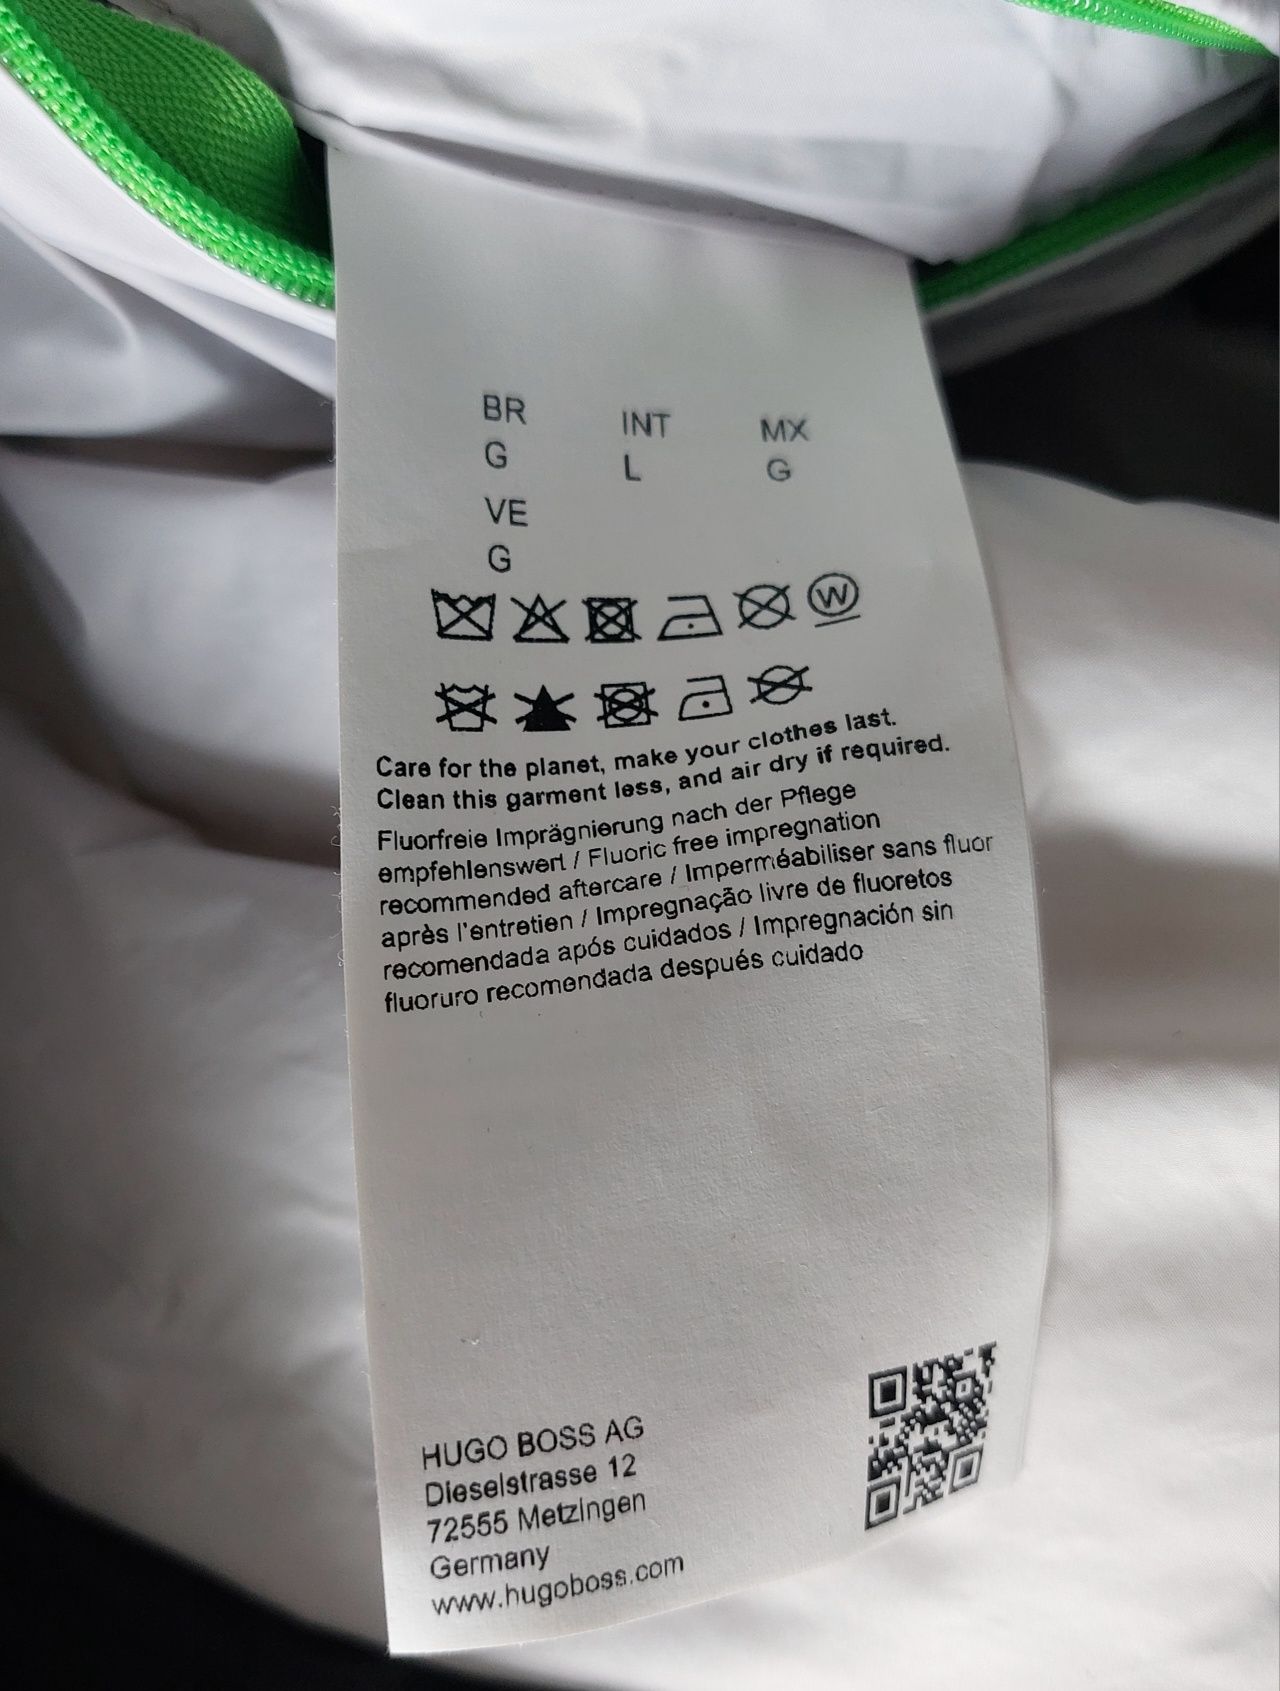 BR INT MX
G L G
VE
G
W
Care for the planet, make your clothes last.
Clean this garment less, and air dry if required.
Fluorfreie Imprägnierung nach der Pflege
empfehlenswert / Fluoric free impregnation
recommended aftercare / Imperméabiliser sans fluor
après l'entretien / Impregnação livre de fluoretos
recomendada após cuidados / Impregnación sin
fluoruro recomendada después cuidado
HUGO BOSS AG
Dieselstrasse 12
72555 Metzingen
Germany
www.hugoboss.com